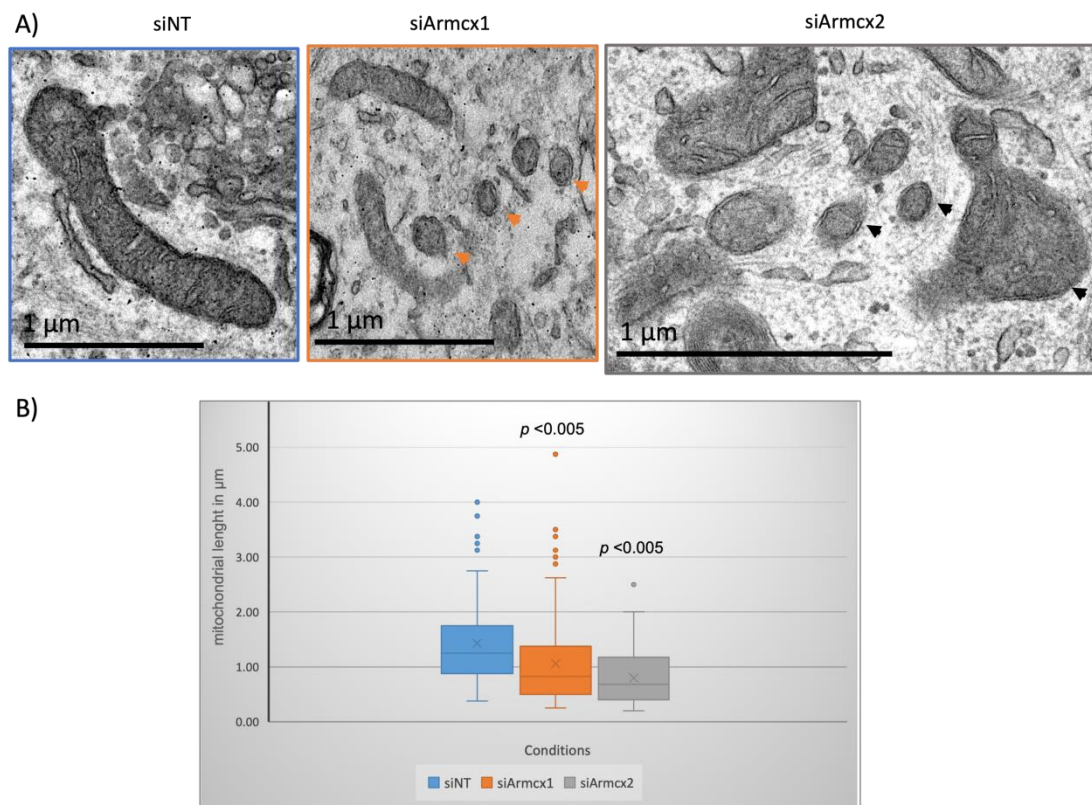 A)
siNT
siArmcx1
siArmcx2
1 µm
1 µm
1 µm
B)
p <0.005
p <0.005
mitochondrial lenght in µm
5.00
4.00
3.00
2.00
1.00
0.00
Conditions
siNT siArmcx1 siArmcx2